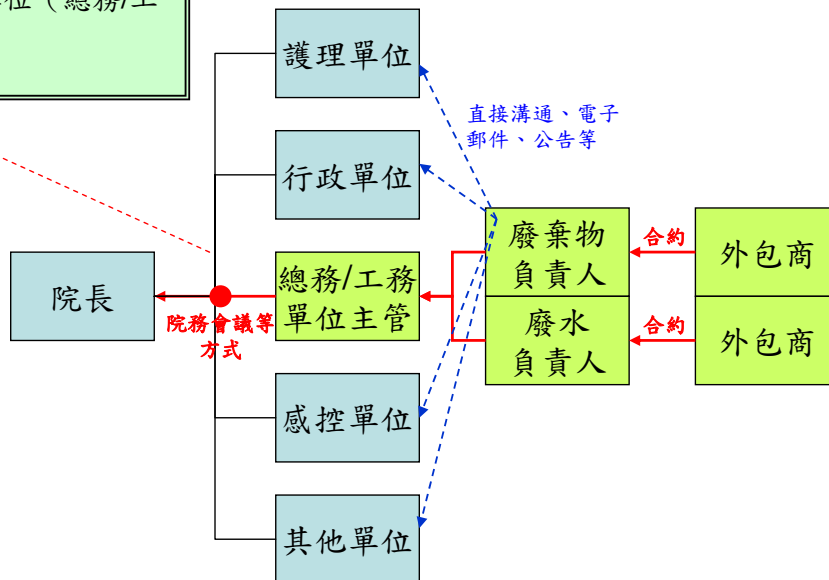 單位（總務/工
護理單位
直接溝通、電子
郵件、公告等
行政單位
院長
院務會議等
方式
總務/工務
單位主管
廢棄物
負責人
合約
外包商
廢水
負責人
合約
外包商
感控單位
其他單位